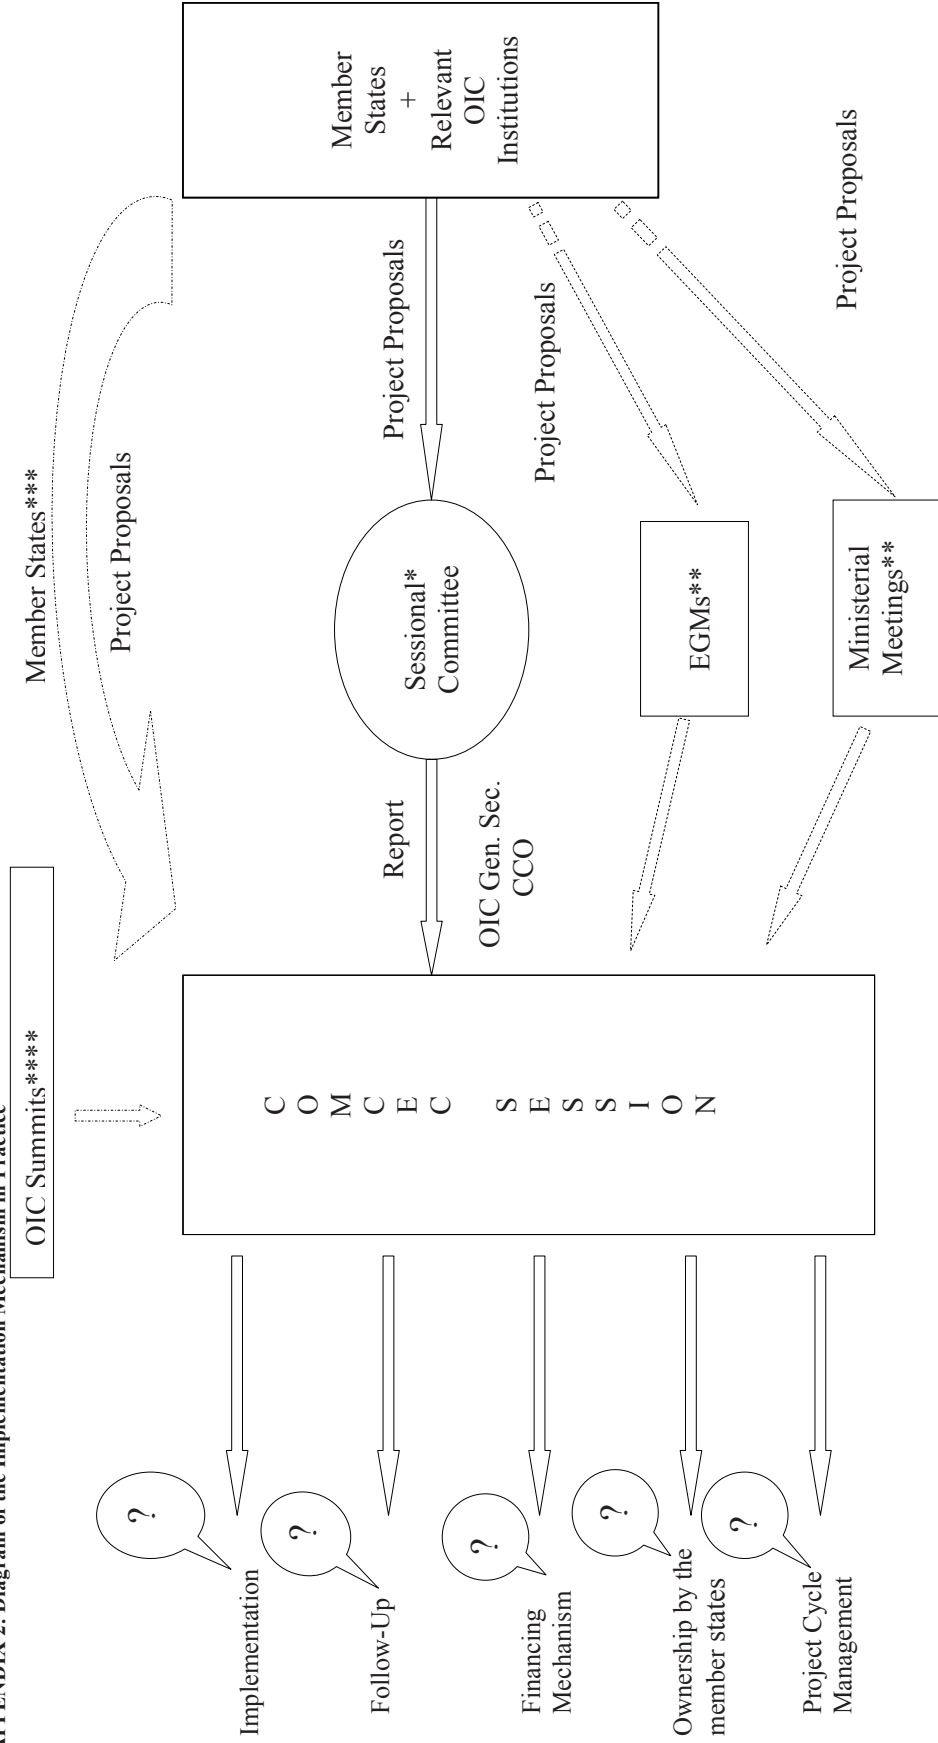 APPENDIX 2: Diagram of the Implementation Mechanism in Practice
OIC Summits****
Member States***
Project Proposals
Implementation
?
Follow-Up
?
Financing
Mechanism
?
Ownership by the
member states
?
Project Cycle
Management
?
C
O
M
C
E
C
S
E
S
S
I
O
N
Report
OIC Gen. Sec.
CCO
Sessional*
Committee
EGMs**
Ministerial
Meetings**
Project Proposals
Project Proposals
Project Proposals
Member
States
+
Relevant
OIC
Institutions